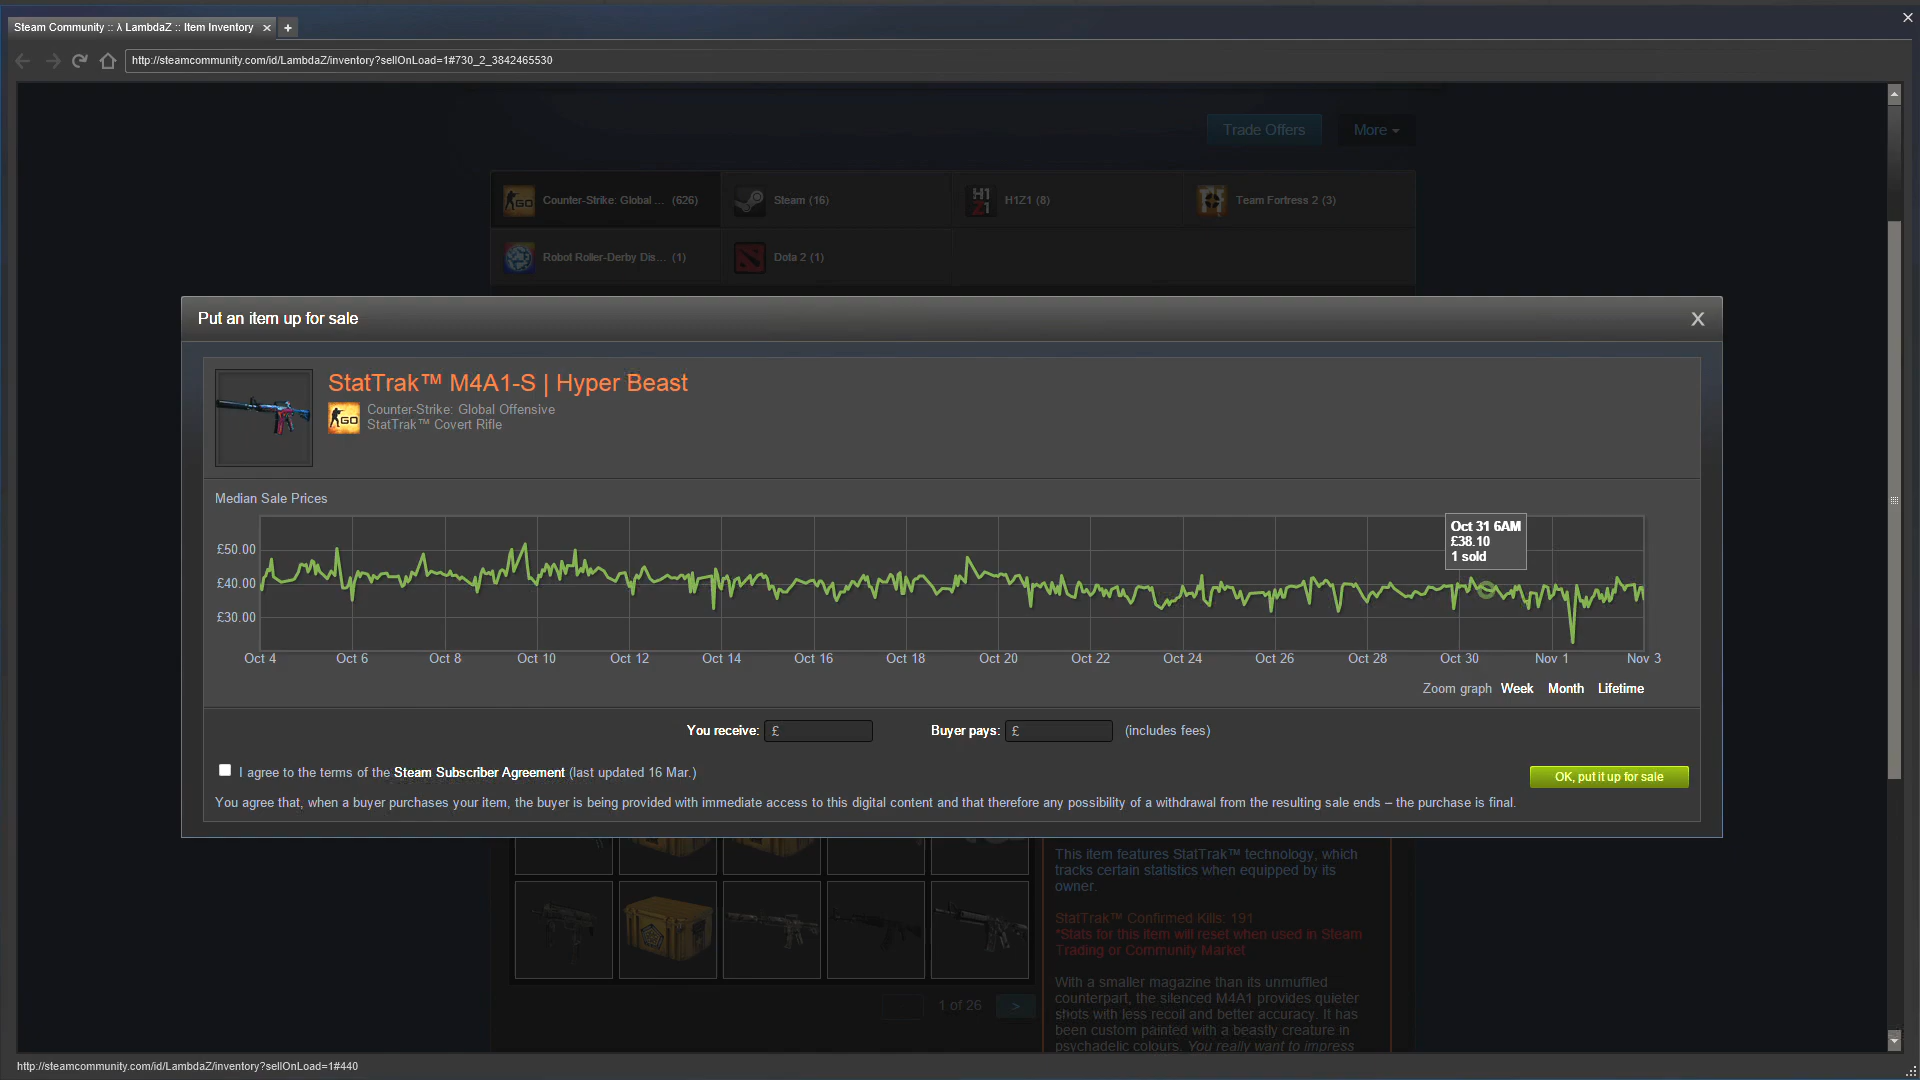 Steam Community :: λ LambdaZ :: Item Inventory
http://steamcommunity.com/id/LambdaZ/inventory?sellOnLoad=1#730_2_3842465530
Trade Offers
More
Counter-Strike: Global ... (626)
Steam (16)
H1Z1 (8)
Team Fortress 2 (3)
Robot Roller-Derby Dis... (1)
Dota 2 (1)
Put an item up for sale
X
StatTrak™ M4A1-S | Hyper Beast
GO
Counter-Strike: Global Offensive
StatTrak™ Covert Rifle
Median Sale Prices
Oct 31 6AM
£38.10
1 sold
£50.00
£40.00
£30.00
Oct 4 Oct 6 Oct 8 Oct 10 Oct 12 Oct 14 Oct 16 Oct 18 Oct 20 Oct 22 Oct 24 Oct 26 Oct 28 Oct 30 Nov 1 Nov 3
Zoom graph Week Month Lifetime
You receive: £ Buyer pays: £ (includes fees)
I agree to the terms of the Steam Subscriber Agreement (last updated 16 Mar.)
OK, put it up for sale
You agree that, when a buyer purchases your item, the buyer is being provided with immediate access to this digital content and that therefore any possibility of a withdrawal from the resulting sale ends – the purchase is final.
This item features StatTrak™ technology, which
tracks certain statistics when equipped by its
owner.
StatTrak™ Confirmed Kills: 191
*Stats for this item will reset when used in Steam
Trading or Community Market
1 of 26 >
With a smaller magazine than its unmuffled
counterpart, the silenced M4A1 provides quieter
shots with less recoil and better accuracy. It has
been custom painted with a beastly creature in
psychadelic colours. You really want to impress
http://steamcommunity.com/id/LambdaZ/inventory?sellOnLoad=1#440